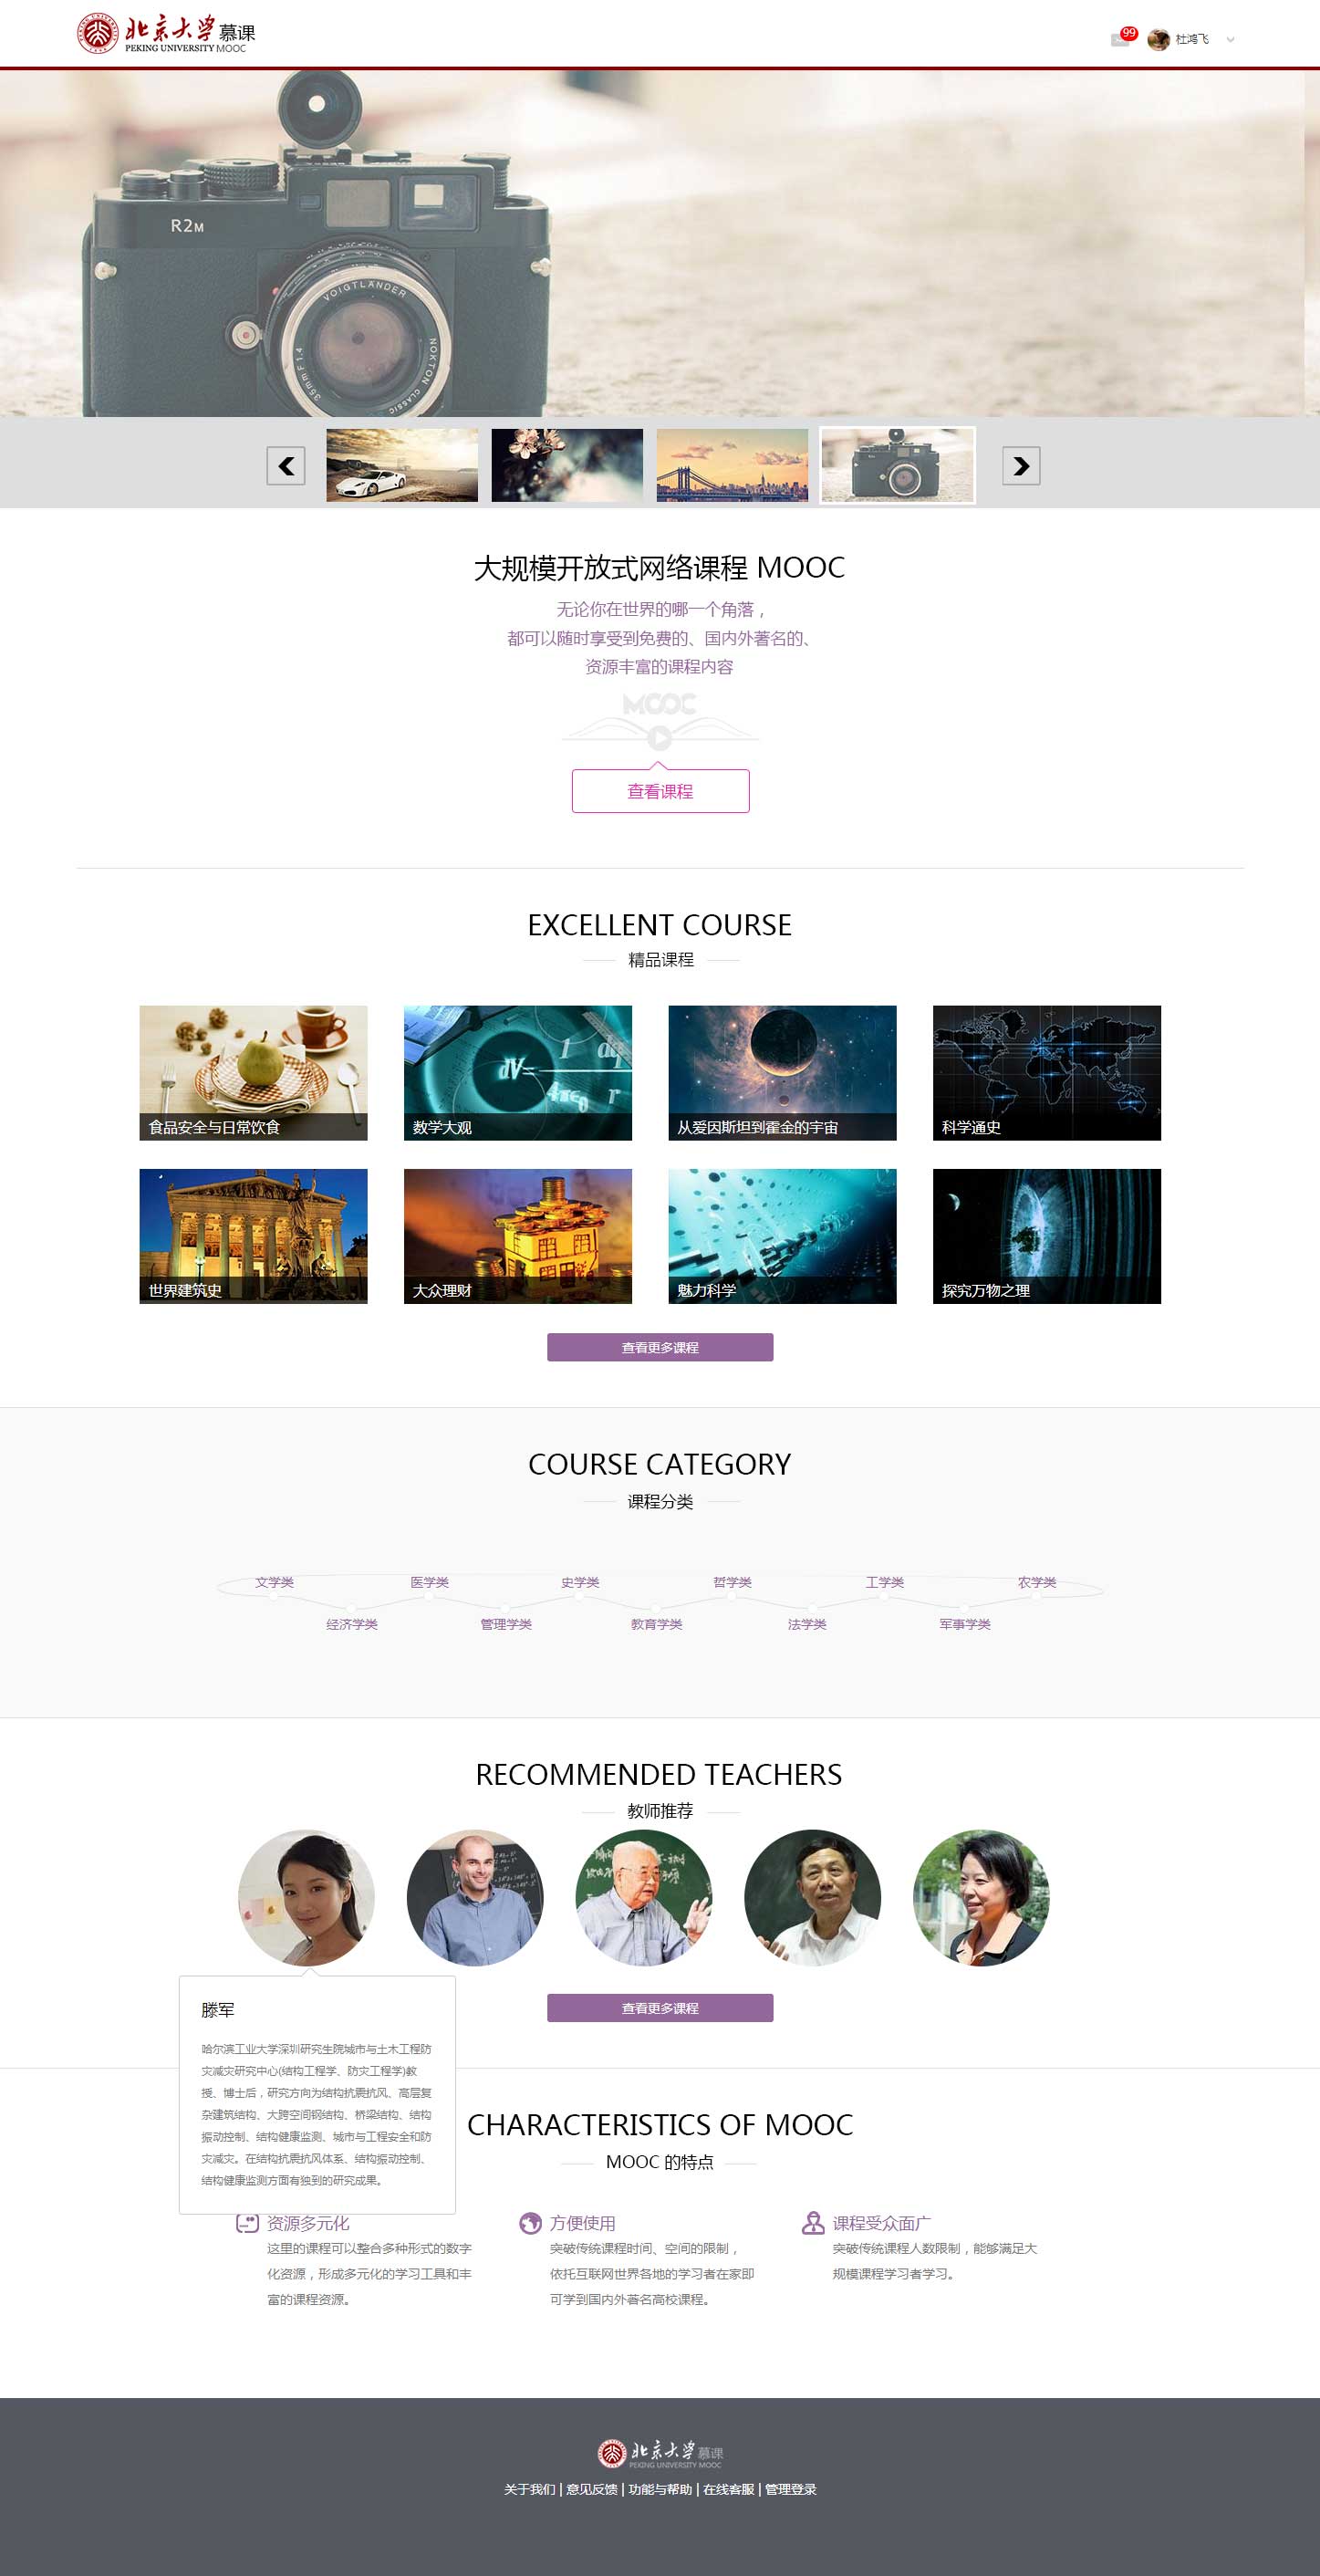 北京大学慕课
PEKING UNIVERSITY MOOC
99
杜鸿飞
R2M
VOIGTLÄNDER
NOKTON
CLASSIC
35mm F1.4
大规模开放式网络课程 MOOC
无论你在世界的哪一个角落，
都可以随时享受到免费的、国内外著名的、
资源丰富的课程内容
MOOC
查看课程
EXCELLENT COURSE
精品课程
食品安全与日常饮食
数学大观
从爱因斯坦到霍金的宇宙
科学通史
世界建筑史
大众理财
魅力科学
探究万物之理
查看更多课程
COURSE CATEGORY
课程分类
文学类
医学类
史学类
哲学类
工学类
农学类
经济学类
管理学类
教育学类
法学类
军事学类
RECOMMENDED TEACHERS
教师推荐
查看更多课程
滕军
哈尔滨工业大学深圳研究生院城市与土木工程防
灾减灾研究中心(结构工程学、防灾工程学)教
授、博士后，研究方向为结构抗震抗风、高层复
杂建筑结构、大跨空间钢结构、桥梁结构、结构
振动控制、结构健康监测、城市与工程安全和防
灾减灾。在结构抗震抗风体系、结构振动控制、
结构健康监测方面有独到的研究成果。
CHARACTERISTICS OF MOOC
MOOC 的特点
资源多元化
这里的课程可以整合多种形式的数字
化资源，形成多元化的学习工具和丰
富的课程资源。
方便使用
突破传统课程时间、空间的限制，
依托互联网世界各地的学习者在家即
可学到国内外著名高校课程。
课程受众面广
突破传统课程人数限制，能够满足大
规模课程学习者学习。
北京大学慕课
PEKING UNIVERSITY MOOC
关于我们 | 意见反馈 | 功能与帮助 | 在线客服 | 管理登录